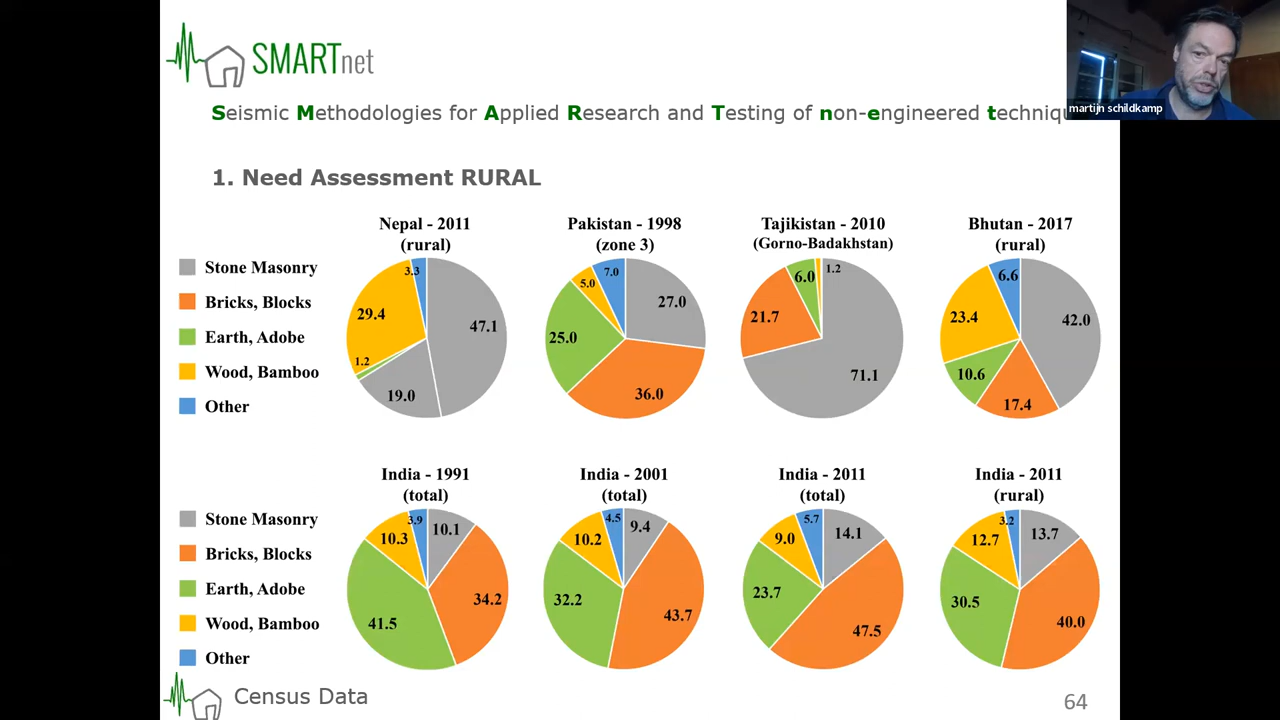 SMARTnet
martijn schildkamp
Seismic Methodologies for Applied Research and Testing of non-engineered techniqu
1. Need Assessment RURAL
Nepal - 2011
(rural)
Pakistan - 1998
(zone 3)
Tajikistan - 2010
(Gorno-Badakhstan)
Bhutan - 2017
(rural)
Stone Masonry
Bricks, Blocks
Earth, Adobe
Wood, Bamboo
Other
3.3
29.4
47.1
1.2
19.0
7.0
5.0
27.0
25.0
36.0
1.2
6.0
21.7
71.1
6.6
23.4
42.0
10.6
17.4
India - 1991
(total)
India - 2001
(total)
India - 2011
(total)
India - 2011
(rural)
Stone Masonry
Bricks, Blocks
Earth, Adobe
Wood, Bamboo
Other
3.9
10.1
10.3
34.2
41.5
4.5
9.4
10.2
32.2
43.7
5.7
14.1
9.0
23.7
47.5
3.2
13.7
12.7
30.5
40.0
Census Data
64